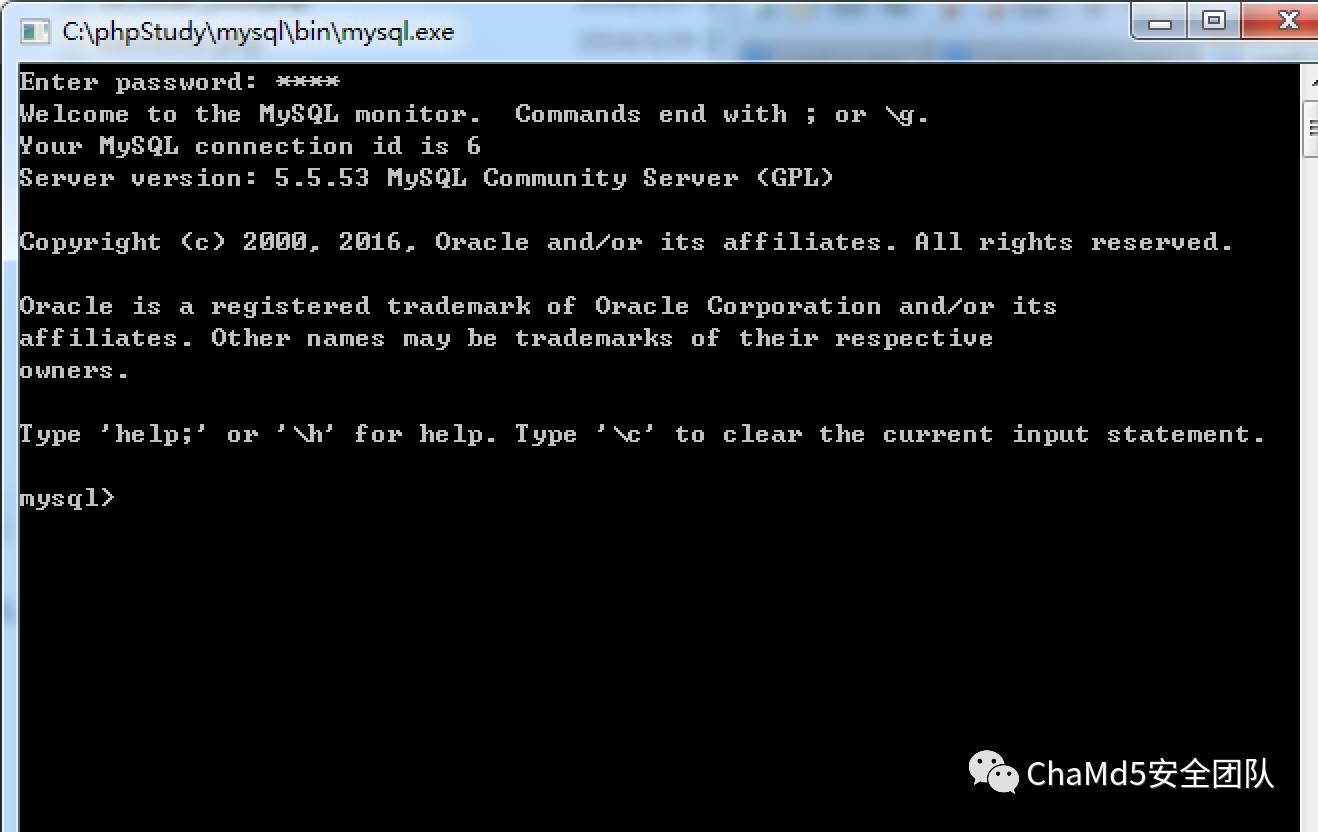 C:\phpStudy\mysql\bin\mysql.exe
Enter password: ****
Welcome to the MySQL monitor.  Commands end with ; or \g.
Your MySQL connection id is 6
Server version: 5.5.53 MySQL Community Server (GPL)
Copyright (c) 2000, 2016, Oracle and/or its affiliates. All rights reserved.
Oracle is a registered trademark of Oracle Corporation and/or its
affiliates. Other names may be trademarks of their respective
owners.
Type 'help;' or '\h' for help. Type '\c' to clear the current input statement.
mysql>
ChaMd5安全团队